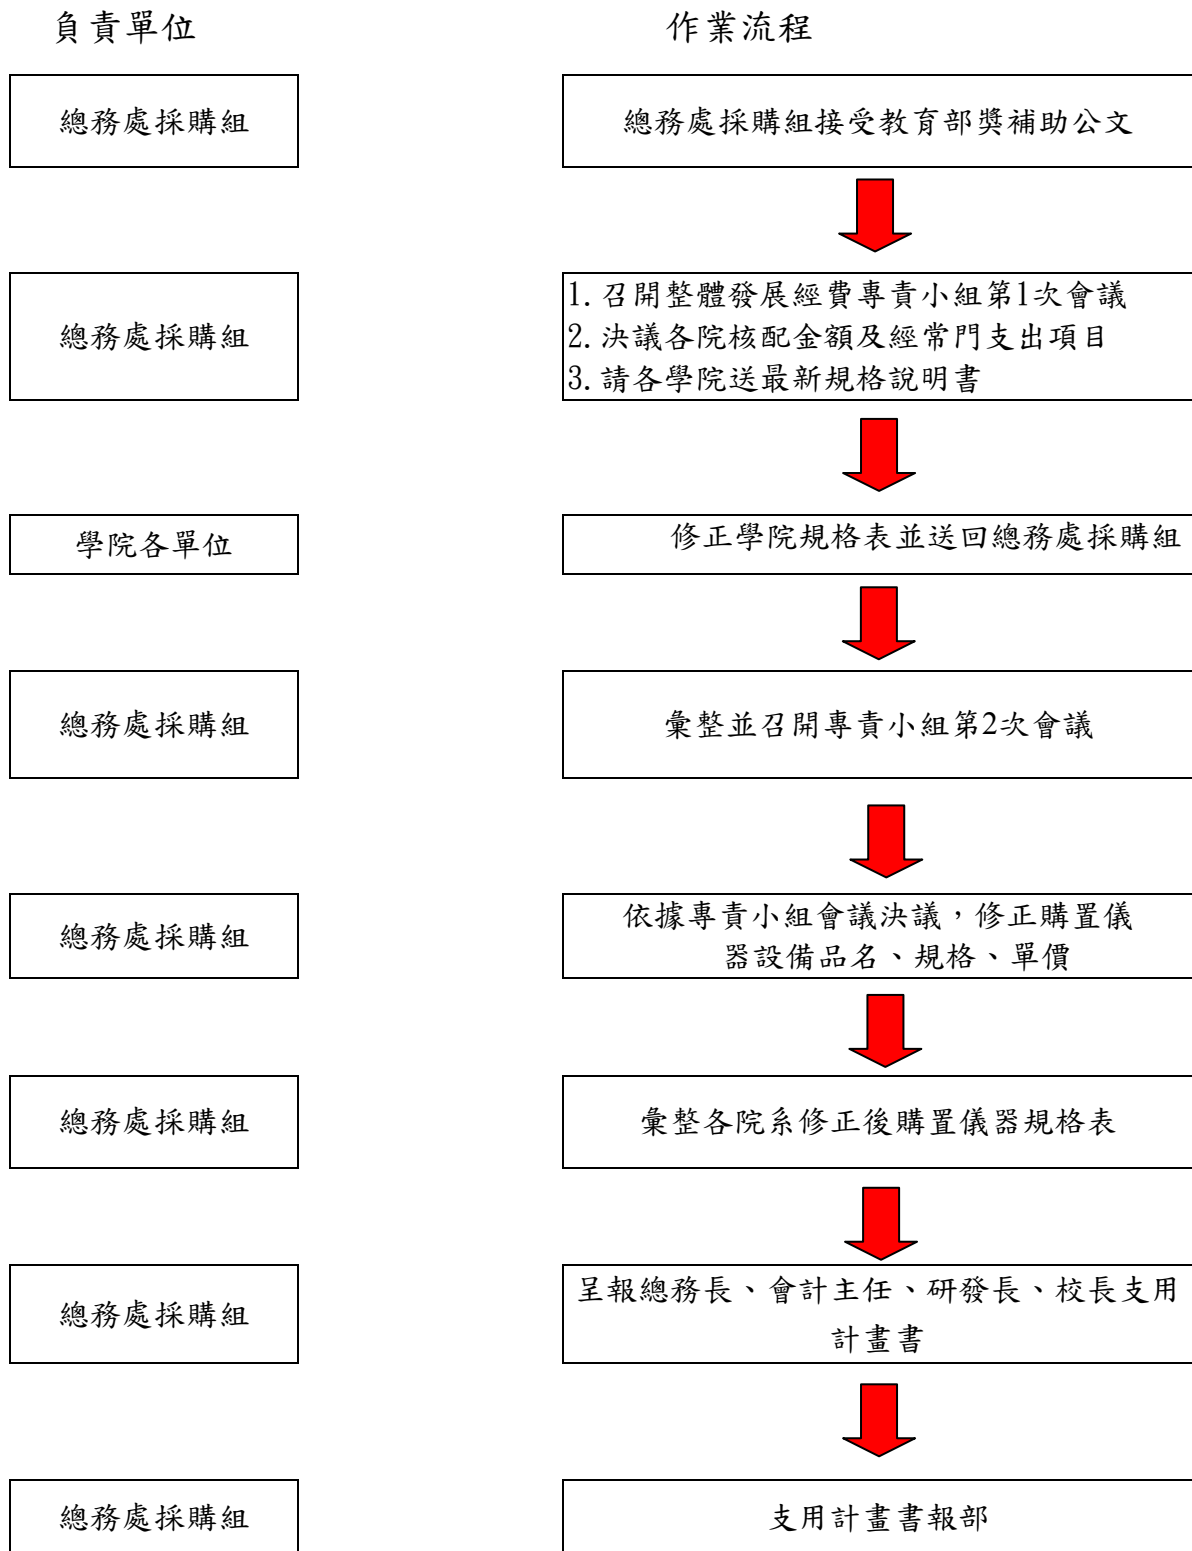 負責單位
作業流程
總務處採購組
總務處採購組接受教育部獎補助公文
總務處採購組
1. 召開整體發展經費專責小組第1次會議
2. 決議各院核配金額及經常門支出項目
3. 請各學院送最新規格說明書
學院各單位
修正學院規格表並送回總務處採購組
總務處採購組
彙整並召開專責小組第2次會議
總務處採購組
依據專責小組會議決議，修正購置儀
器設備品名、規格、單價
總務處採購組
彙整各院系修正後購置儀器規格表
總務處採購組
呈報總務長、會計主任、研發長、校長支用
計畫書
總務處採購組
支用計畫書報部